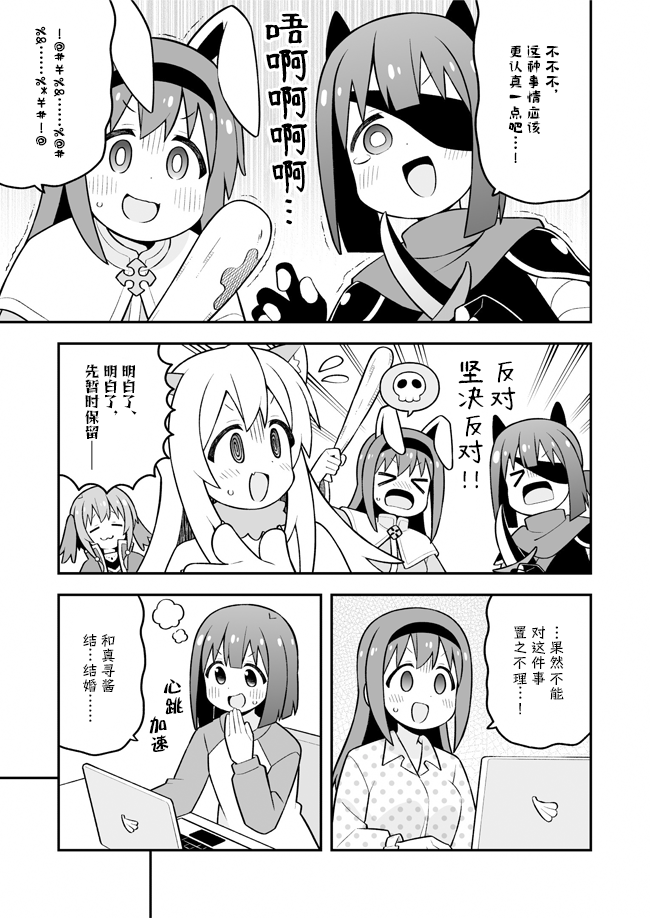 不不不，
这种事情应该
更认真一点吧…！
唔啊啊啊啊…
—@#￥%&……%@#
%&……%*￥#—@
反对
坚决反对！！
明白了、
明白了，
先暂时保留——
…果然不能
对这件事
置之不理…！
心跳
加速
和真寻酱
结…结婚……